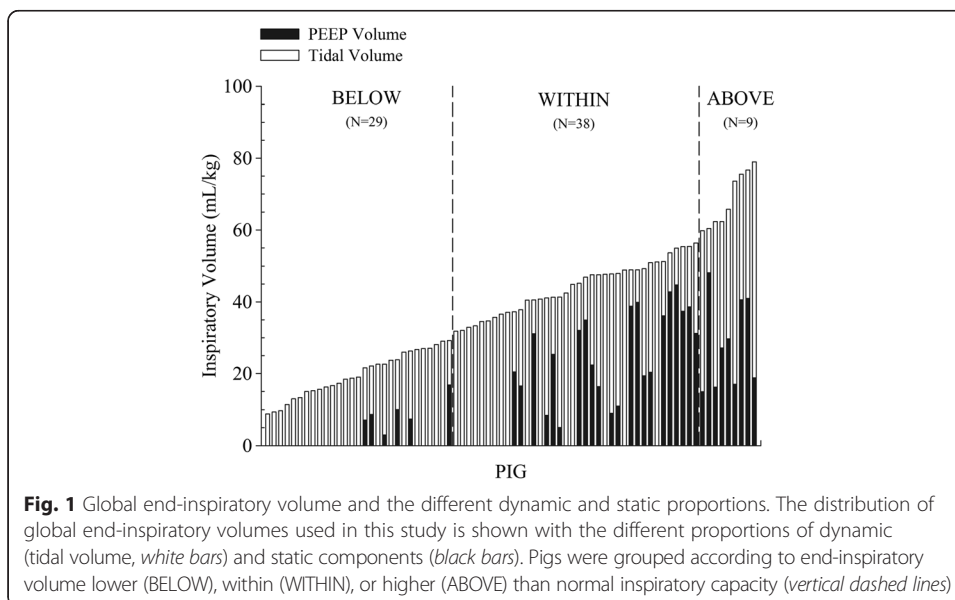 PEEP Volume
Tidal Volume
BELOW
(N=29)
WITHIN
(N=38)
ABOVE
(N=9)
100
80
60
40
20
0
Inspiratory Volume (mL/kg)
PIG
Fig. 1 Global end-inspiratory volume and the different dynamic and static proportions. The distribution of
global end-inspiratory volumes used in this study is shown with the different proportions of dynamic
(tidal volume, white bars) and static components (black bars). Pigs were grouped according to end-inspiratory
volume lower (BELOW), within (WITHIN), or higher (ABOVE) than normal inspiratory capacity (vertical dashed lines)